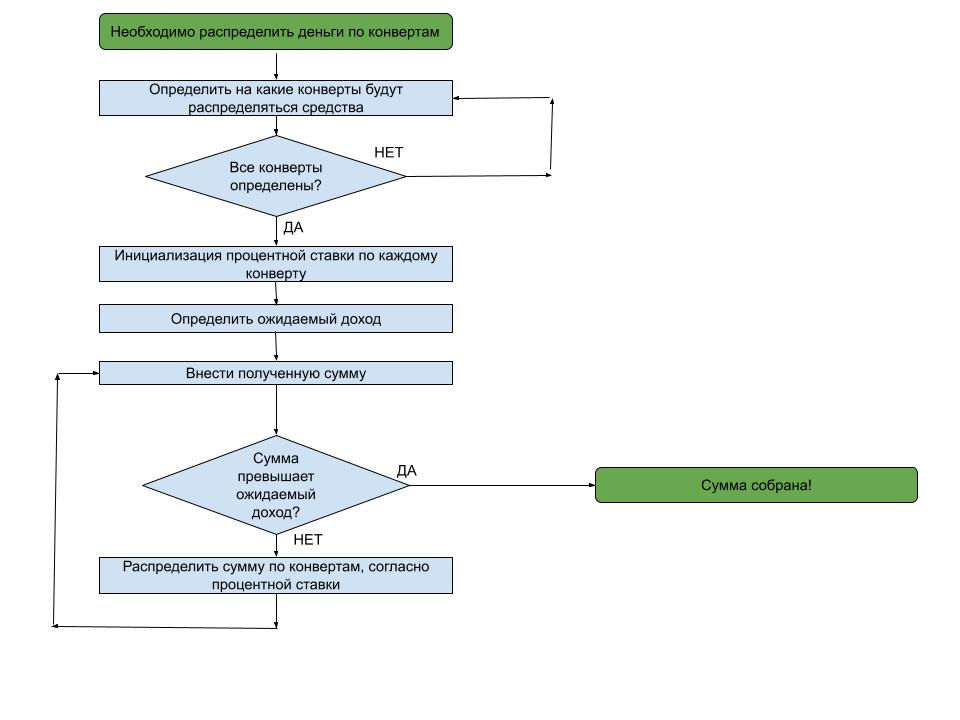 Необходимо распределить деньги по конвертам
Определить на какие конверты будут
распределяться средства
НЕТ
Все конверты
определены?
ДА
Инициализация процентной ставки по каждому
конверту
Определить ожидаемый доход
Внести полученную сумму
Сумма
превышает
ожидаемый
доход?
ДА
Сумма собрана!
НЕТ
Распределить сумму по конвертам, согласно
процентной ставки